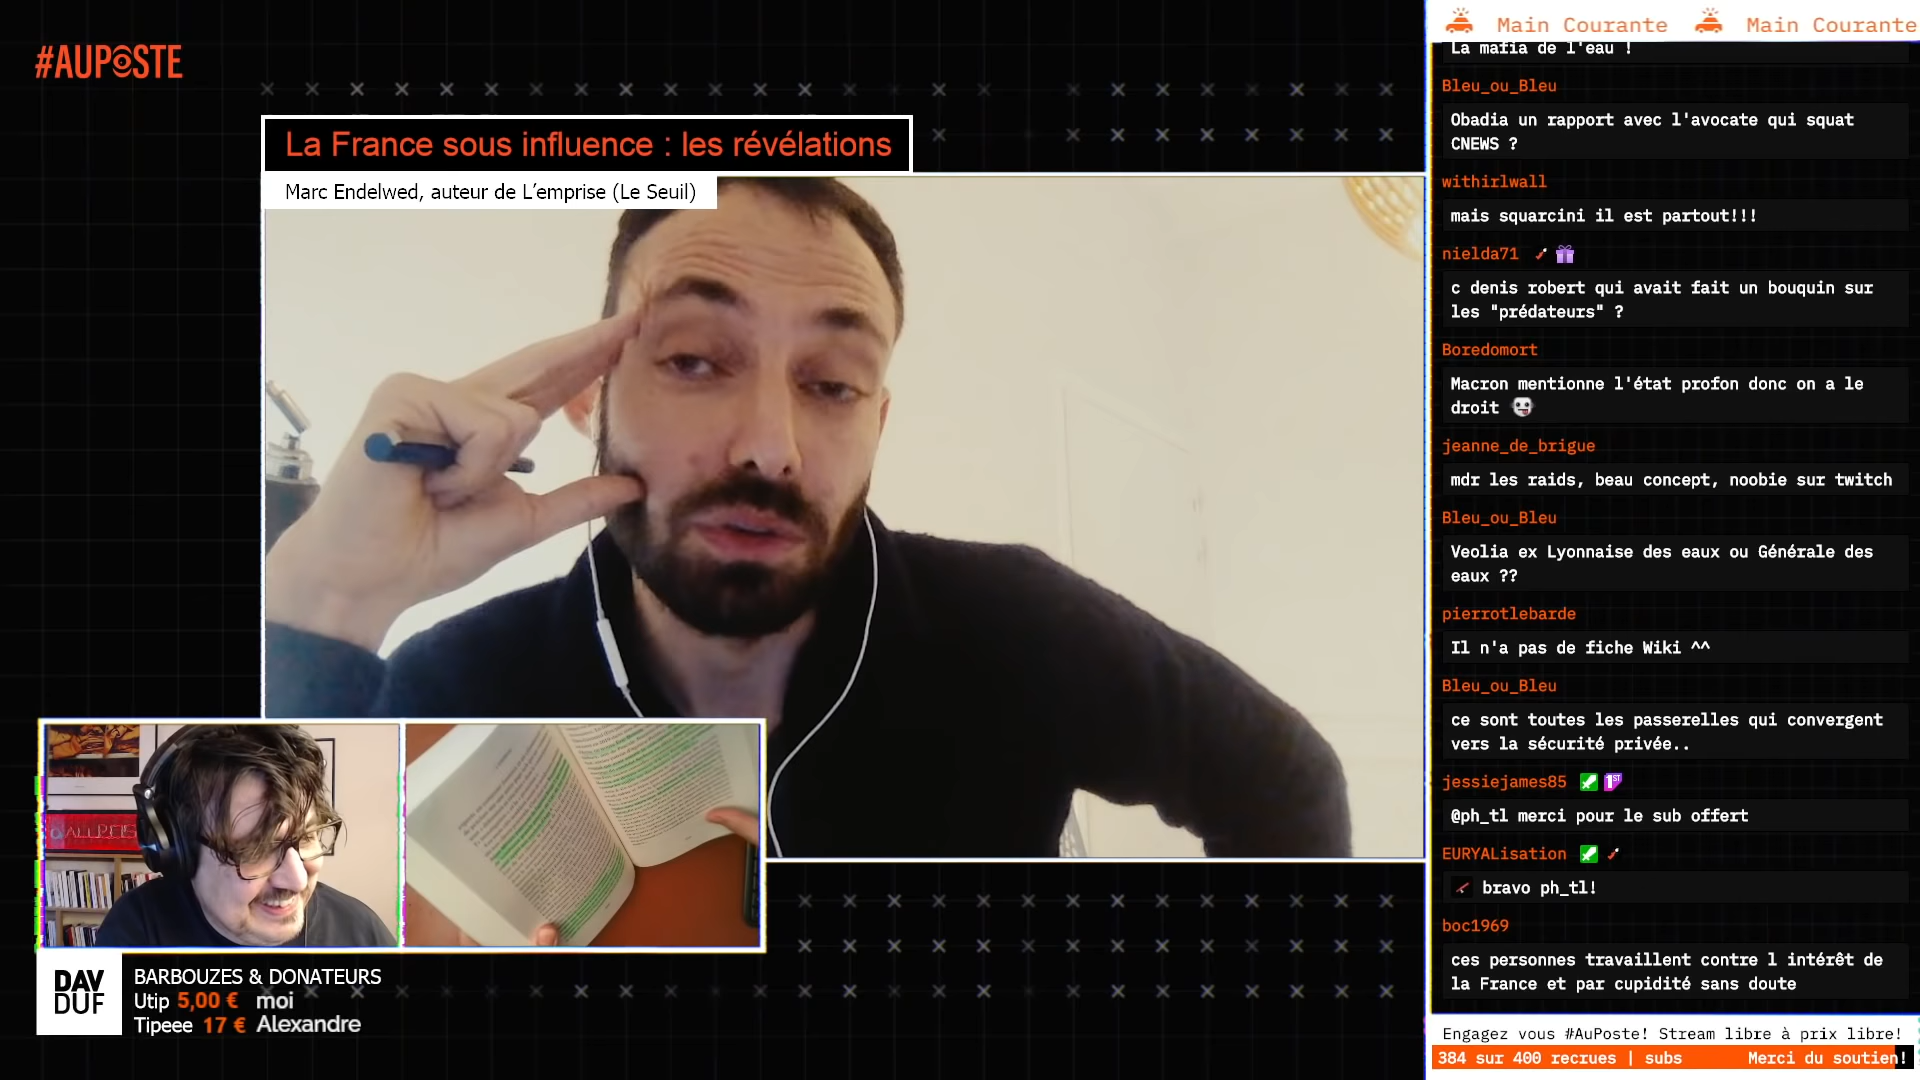 #AUPOSTE
La France sous influence : les révélations
Marc Endelwed, auteur de L'emprise (Le Seuil)
DAV
DUF
BARBOUZES & DONATEURS
Utip 5,00 € moi
Tipeee 17 € Alexandre
Main Courante Main Courante
La mafia de l'eau !
Bleu_ou_Bleu
Obadia un rapport avec l'avocate qui squat
CNEWS ?
withirlwall
mais squarcini il est partout!!!
nielda71
c denis robert qui avait fait un bouquin sur
les "prédateurs" ?
Boredomort
Macron mentionne l'état profon donc on a le
droit
jeanne_de_brigue
mdr les raids, beau concept, noobie sur twitch
Bleu_ou_Bleu
Veolia ex Lyonnaise des eaux ou Générale des
eaux ??
pierrotlebarde
Il n'a pas de fiche Wiki ^^
Bleu_ou_Bleu
ce sont toutes les passerelles qui convergent
vers la sécurité privée..
jessiejames85 1ST
@ph_tl merci pour le sub offert
EURYALisation
bravo ph_tl!
boc1969
ces personnes travaillent contre l intérêt de
la France et par cupidité sans doute
Engagez vous #AuPoste! Stream libre à prix libre!
384 sur 400 recrues | subs Merci du soutien!